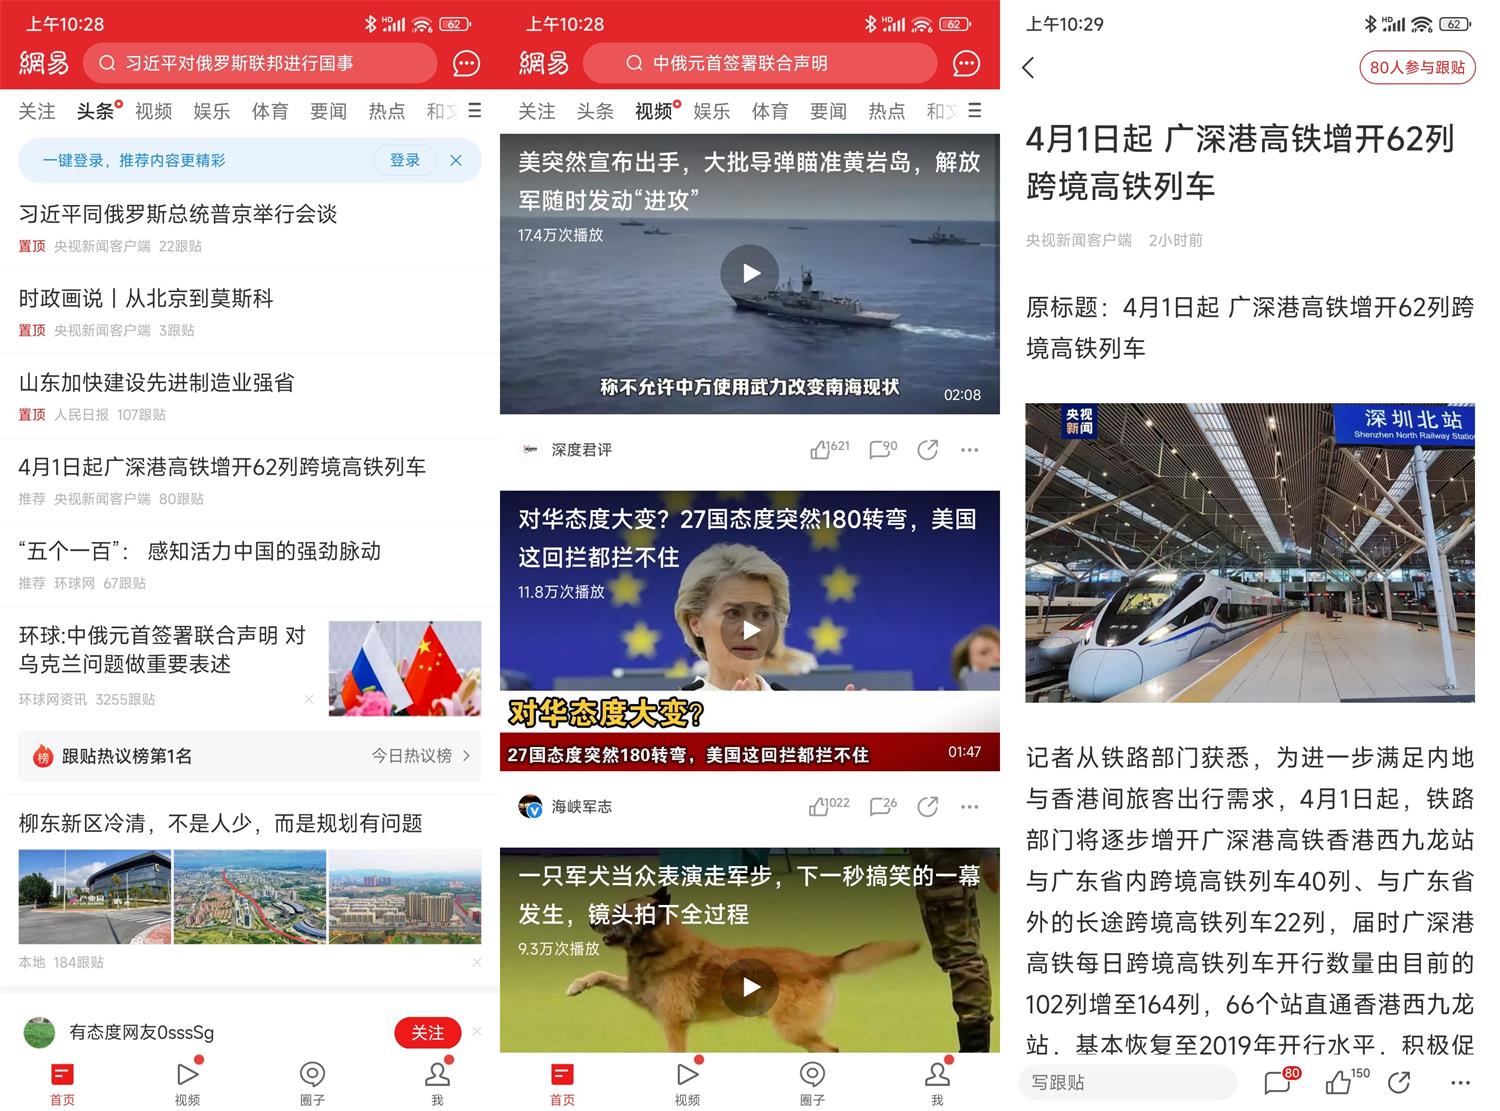 上午10:28
HD
62
網易
习近平对俄罗斯联邦进行国事
关注 头条 视频 娱乐 体育 要闻 热点 和文
一键登录，推荐内容更精彩
登录
习近平同俄罗斯总统普京举行会谈
置顶 央视新闻客户端 22跟贴
时政画说丨从北京到莫斯科
置顶 央视新闻客户端 3跟贴
山东加快建设先进制造业强省
置顶 人民日报 107跟贴
4月1日起广深港高铁增开62列跨境高铁列车
推荐 央视新闻客户端 80跟贴
“五个一百”： 感知活力中国的强劲脉动
推荐 环球网 67跟贴
环球:中俄元首签署联合声明 对
乌克兰问题做重要表述
环球网资讯 3255跟贴
榜
跟贴热议榜第1名
今日热议榜
柳东新区冷清，不是人少，而是规划有问题
本地 184跟贴
有态度网友0sssSg
关注
首页 视频 圈子 我
上午10:28
HD
62
網易
中俄元首签署联合声明
关注 头条 视频 娱乐 体育 要闻 热点 和文
美突然宣布出手，大批导弹瞄准黄岩岛，解放
军随时发动“进攻”
17.4万次播放
称不允许中方使用武力改变南海现状
02:08
深度君评
1621
90
对华态度大变？27国态度突然180转弯，美国
这回拦都拦不住
11.8万次播放
对华态度大变？
27国态度突然180转弯，美国这回拦都拦不住
01:47
海峡军志
1022
26
一只军犬当众表演走军步，下一秒搞笑的一幕
发生，镜头拍下全过程
9.3万次播放
首页 视频 圈子 我
上午10:29
HD
62
80人参与跟贴
4月1日起 广深港高铁增开62列
跨境高铁列车
央视新闻客户端 2小时前
原标题：4月1日起 广深港高铁增开62列跨
境高铁列车
央视
新闻
深圳北站
Shenzhen North Railway Station
记者从铁路部门获悉，为进一步满足内地
与香港间旅客出行需求，4月1日起，铁路
部门将逐步增开广深港高铁香港西九龙站
与广东省内跨境高铁列车40列、与广东省
外的长途跨境高铁列车22列，届时广深港
高铁每日跨境高铁列车开行数量由目前的
102列增至164列，66个站直通香港西九龙
站，基本恢复至2019年开行水平，积极促
写跟贴
80
150